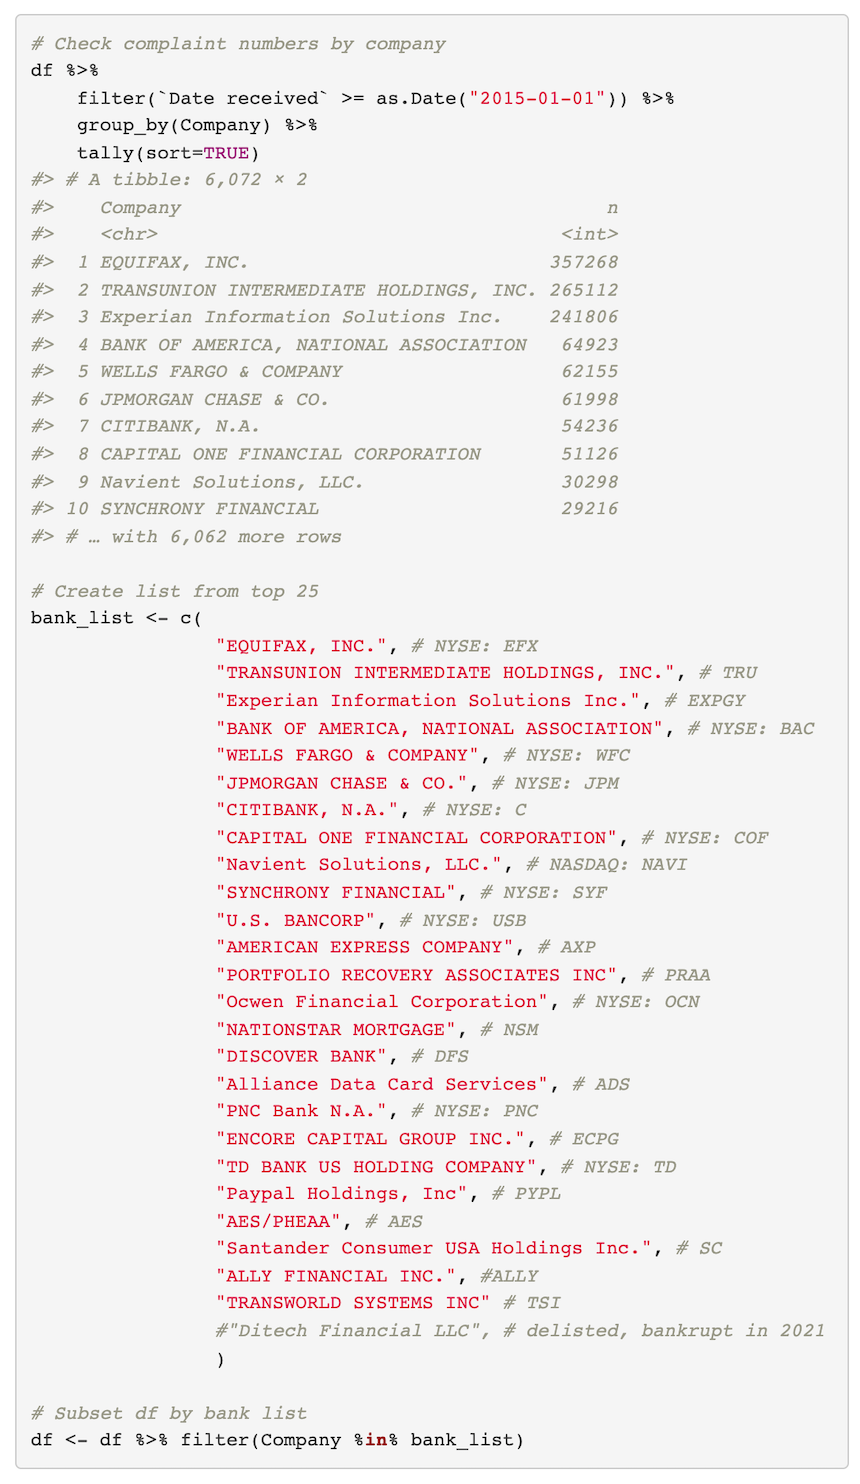 # Check complaint numbers by company
df %>%
    filter(`Date received` >= as.Date("2015-01-01")) %>%
    group_by(Company) %>%
    tally(sort=TRUE)
#> # A tibble: 6,072 × 2
#>    Company                                     n
#>    <chr>                                   <int>
#>  1 EQUIFAX, INC.                          357268
#>  2 TRANSUNION INTERMEDIATE HOLDINGS, INC. 265112
#>  3 Experian Information Solutions Inc.    241806
#>  4 BANK OF AMERICA, NATIONAL ASSOCIATION   64923
#>  5 WELLS FARGO & COMPANY                   62155
#>  6 JPMORGAN CHASE & CO.                    61998
#>  7 CITIBANK, N.A.                          54236
#>  8 CAPITAL ONE FINANCIAL CORPORATION       51126
#>  9 Navient Solutions, LLC.                 30298
#> 10 SYNCHRONY FINANCIAL                     29216
#> # … with 6,062 more rows

# Create list from top 25
bank_list <- c(
                "EQUIFAX, INC.", # NYSE: EFX
                "TRANSUNION INTERMEDIATE HOLDINGS, INC.", # TRU
                "Experian Information Solutions Inc.", # EXPGY
                "BANK OF AMERICA, NATIONAL ASSOCIATION", # NYSE: BAC
                "WELLS FARGO & COMPANY", # NYSE: WFC
                "JPMORGAN CHASE & CO.", # NYSE: JPM
                "CITIBANK, N.A.", # NYSE: C
                "CAPITAL ONE FINANCIAL CORPORATION", # NYSE: COF
                "Navient Solutions, LLC.", # NASDAQ: NAVI
                "SYNCHRONY FINANCIAL", # NYSE: SYF
                "U.S. BANCORP", # NYSE: USB
                "AMERICAN EXPRESS COMPANY", # AXP
                "PORTFOLIO RECOVERY ASSOCIATES INC", # PRAA
                "Ocwen Financial Corporation", # NYSE: OCN
                "NATIONSTAR MORTGAGE", # NSM
                "DISCOVER BANK", # DFS
                "Alliance Data Card Services", # ADS
                "PNC Bank N.A.", # NYSE: PNC
                "ENCORE CAPITAL GROUP INC.", # ECPG
                "TD BANK US HOLDING COMPANY", # NYSE: TD
                "Paypal Holdings, Inc", # PYPL
                "AES/PHEAA", # AES
                "Santander Consumer USA Holdings Inc.", # SC
                "ALLY FINANCIAL INC.", #ALLY
                "TRANSWORLD SYSTEMS INC" # TSI
                #"Ditech Financial LLC", # delisted, bankrupt in 2021
                )

# Subset df by bank list
df <- df %>% filter(Company %in% bank_list)